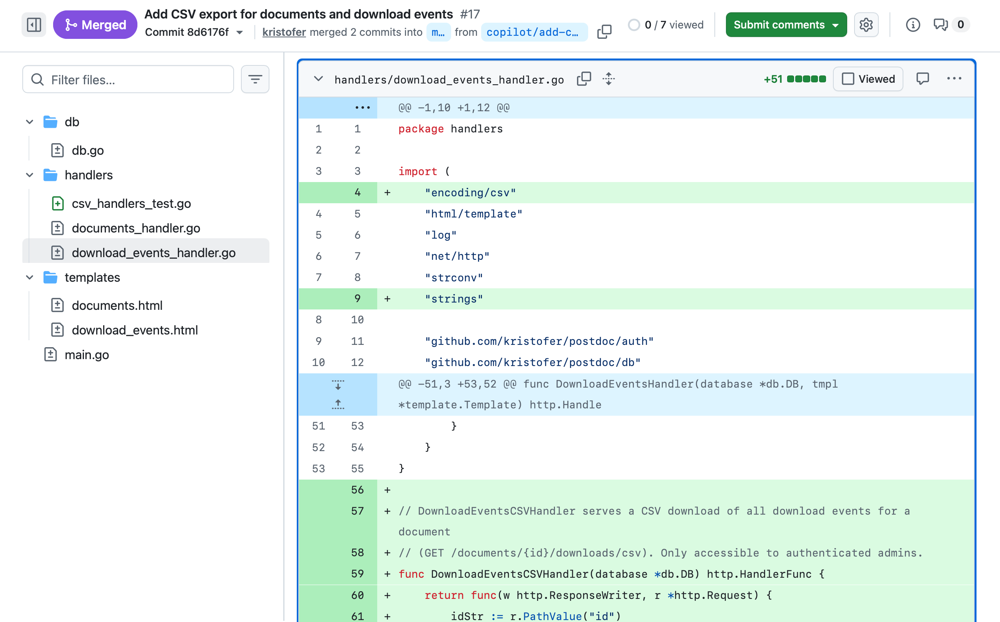 Merged
Add CSV export for documents and download events #17
Commit 8d6176f
kristofer merged 2 commits into m... from copilot/add-c...
0 / 7 viewed
Submit comments
0
Filter files...
db
db.go
handlers
csv_handlers_test.go
documents_handler.go
download_events_handler.go
templates
documents.html
download_events.html
main.go
handlers/download_events_handler.go
+51
Viewed
@@ -1,10 +1,12 @@
1 1 package handlers
2 2
3 3 import (
4 + "encoding/csv"
4 5 "html/template"
5 6 "log"
6 7 "net/http"
7 8 "strconv"
9 + "strings"
8 10
9 11 "github.com/kristofer/postdoc/auth"
10 12 "github.com/kristofer/postdoc/db"
@@ -51,3 +53,52 @@ func DownloadEventsHandler(database *db.DB, tmpl
*template.Template) http.Handle
51 53 }
52 54 }
53 55 }
56 +
57 + // DownloadEventsCSVHandler serves a CSV download of all download events for a
document
58 + // (GET /documents/{id}/downloads/csv). Only accessible to authenticated admins.
59 + func DownloadEventsCSVHandler(database *db.DB) http.HandlerFunc {
60 + return func(w http.ResponseWriter, r *http.Request) {
61 + idStr := r.PathValue("id")